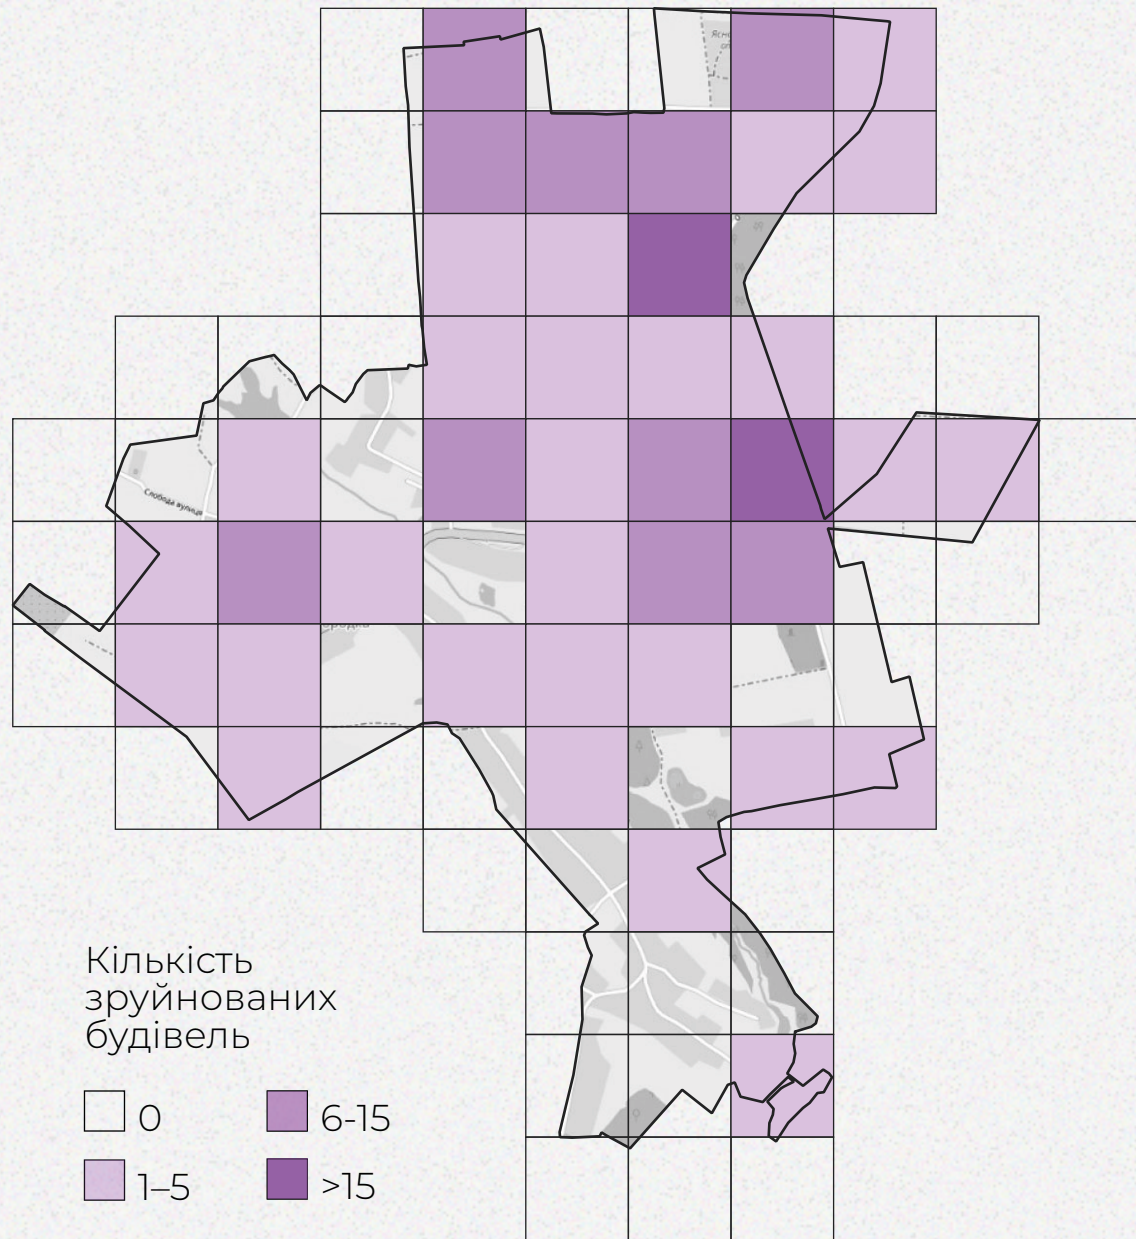 Слобода вулиця
Кількість
зруйнованих
будівель
0
6-15
1–5
>15